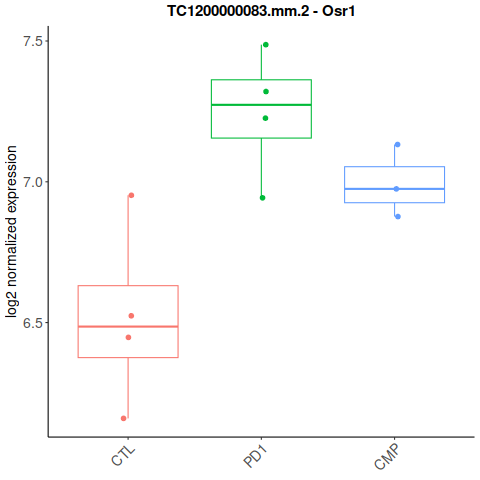 TC1200000083.mm.2 - Osr1
log2 normalized expression
7.5
7.0
6.5
CTL
PD1
CMP